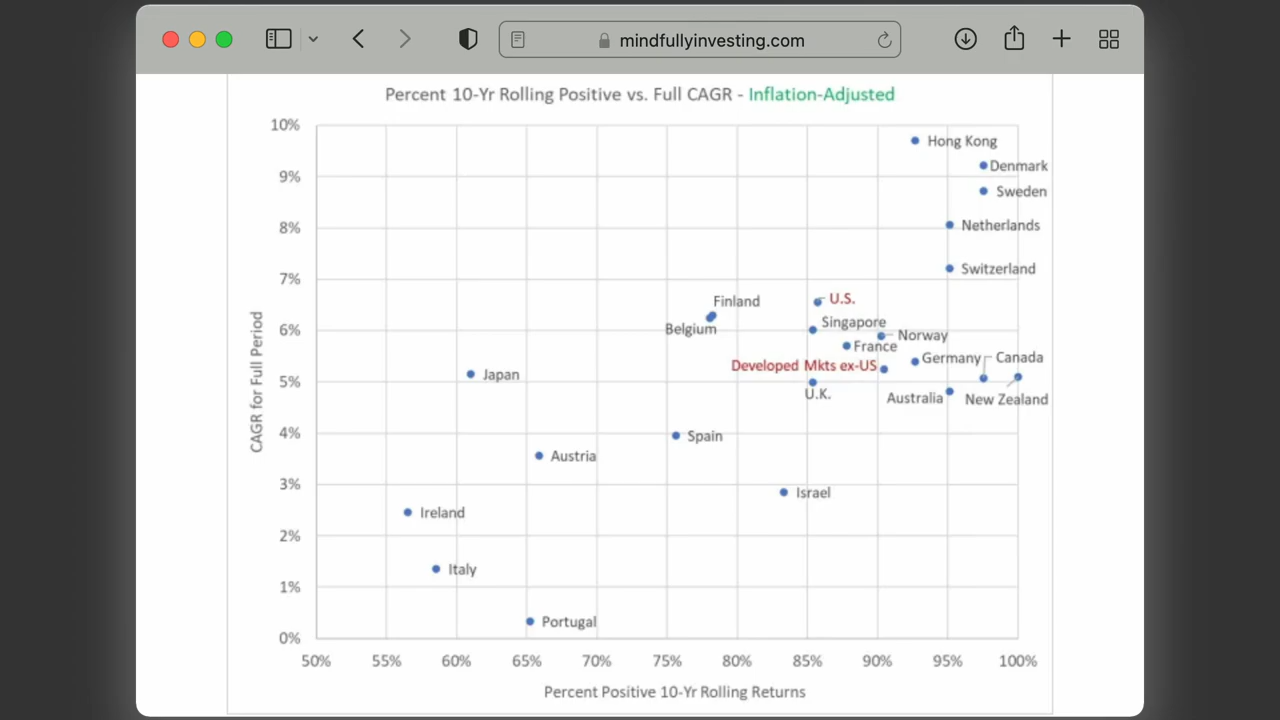 mindfullyinvesting.com
Percent 10-Yr Rolling Positive vs. Full CAGR - Inflation-Adjusted
CAGR for Full Period
10%
9%
8%
7%
6%
5%
4%
3%
2%
1%
0%
Hong Kong
Denmark
Sweden
Netherlands
Switzerland
U.S.
Finland
Singapore
Belgium
Norway
France
Germany
Canada
Developed Mkts ex-US
Japan
U.K.
Australia
New Zealand
Spain
Austria
Israel
Ireland
Italy
Portugal
50%
55%
60%
65%
70%
75%
80%
85%
90%
95%
100%
Percent Positive 10-Yr Rolling Returns